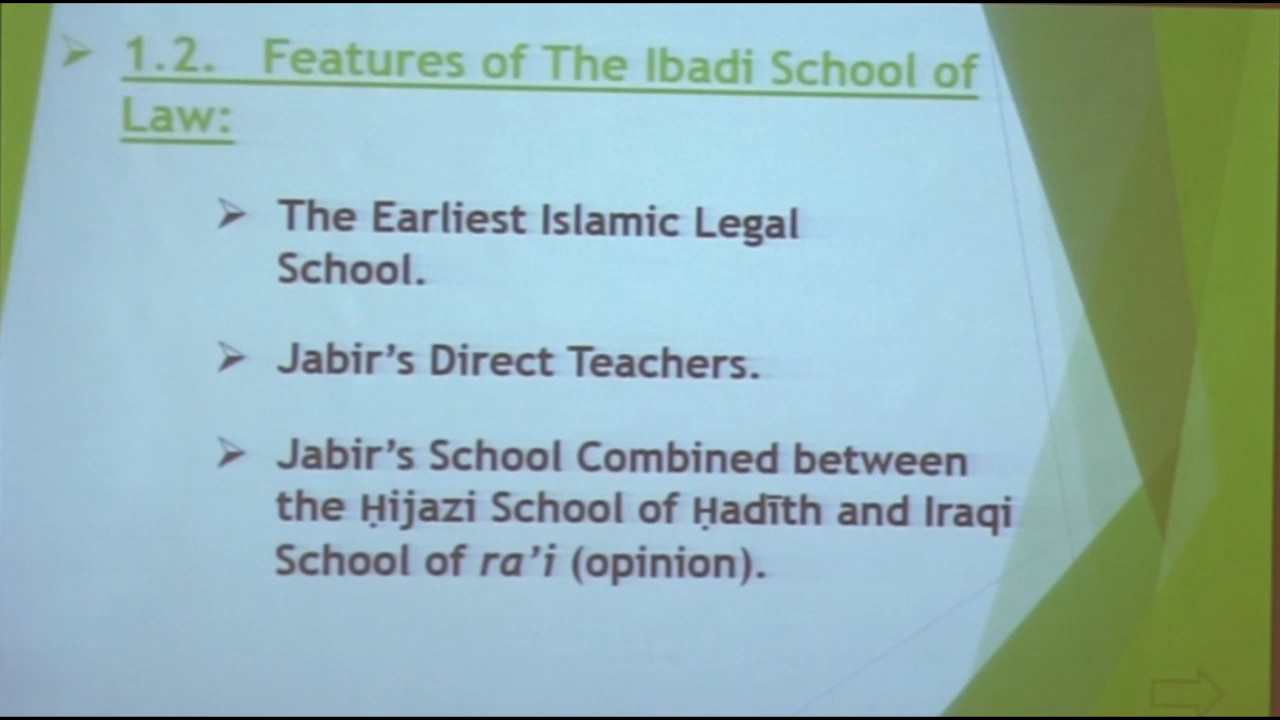 1.2. Features of The Ibadi School of
Law:
The Earliest Islamic Legal
School.
Jabir’s Direct Teachers.
Jabir’s School Combined between
the Ḥijazi School of Ḥadīth and Iraqi
School of ra’i (opinion).